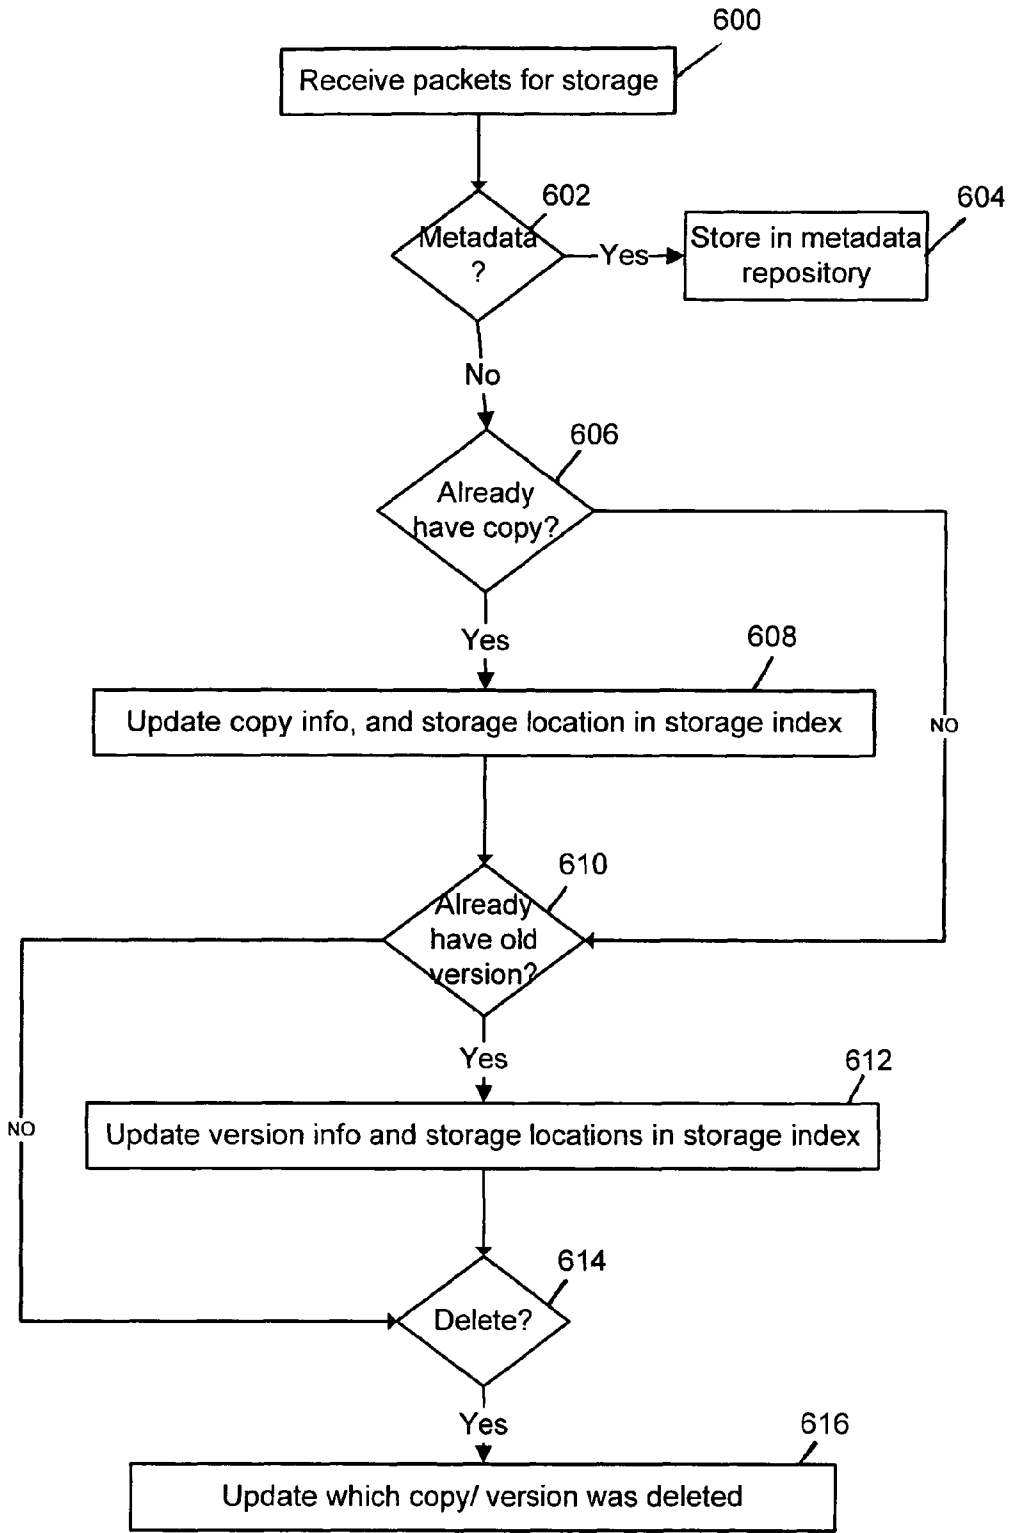 600
Receive packets for storage
602
Metadata
?
Yes
604
Store in metadata
repository
No
606
Already
have copy?
Yes
608
Update copy info, and storage location in storage index
NO
610
Already
have old
version?
Yes
612
NO
Update version info and storage locations in storage index
614
Delete?
Yes
616
Update which copy/ version was deleted